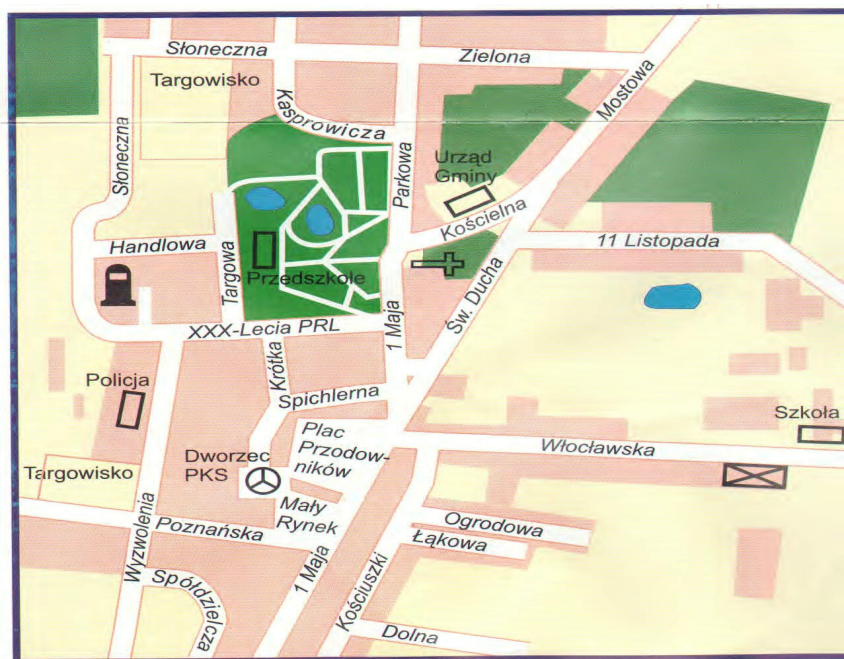 Słoneczna
Zielona
Targowisko
Kasprowicza
Mostowa
Słoneczna
Parkowa
Urząd
Gminy
Kościelna
Handlowa
Targowa
Przedszkole
11 Listopada
Św. Ducha
XXX-Lecia PRL
1 Maja
Krótka
Policja
Spichlerna
Szkoła
Plac
Przodow-
ników
Włocławska
Dworzec
PKS
Targowisko
Mały
Rynek
Poznańska
Ogrodowa
Łąkowa
Wyzwolenia
1 Maja
Kościuszki
Spółdzielcza
Dolna